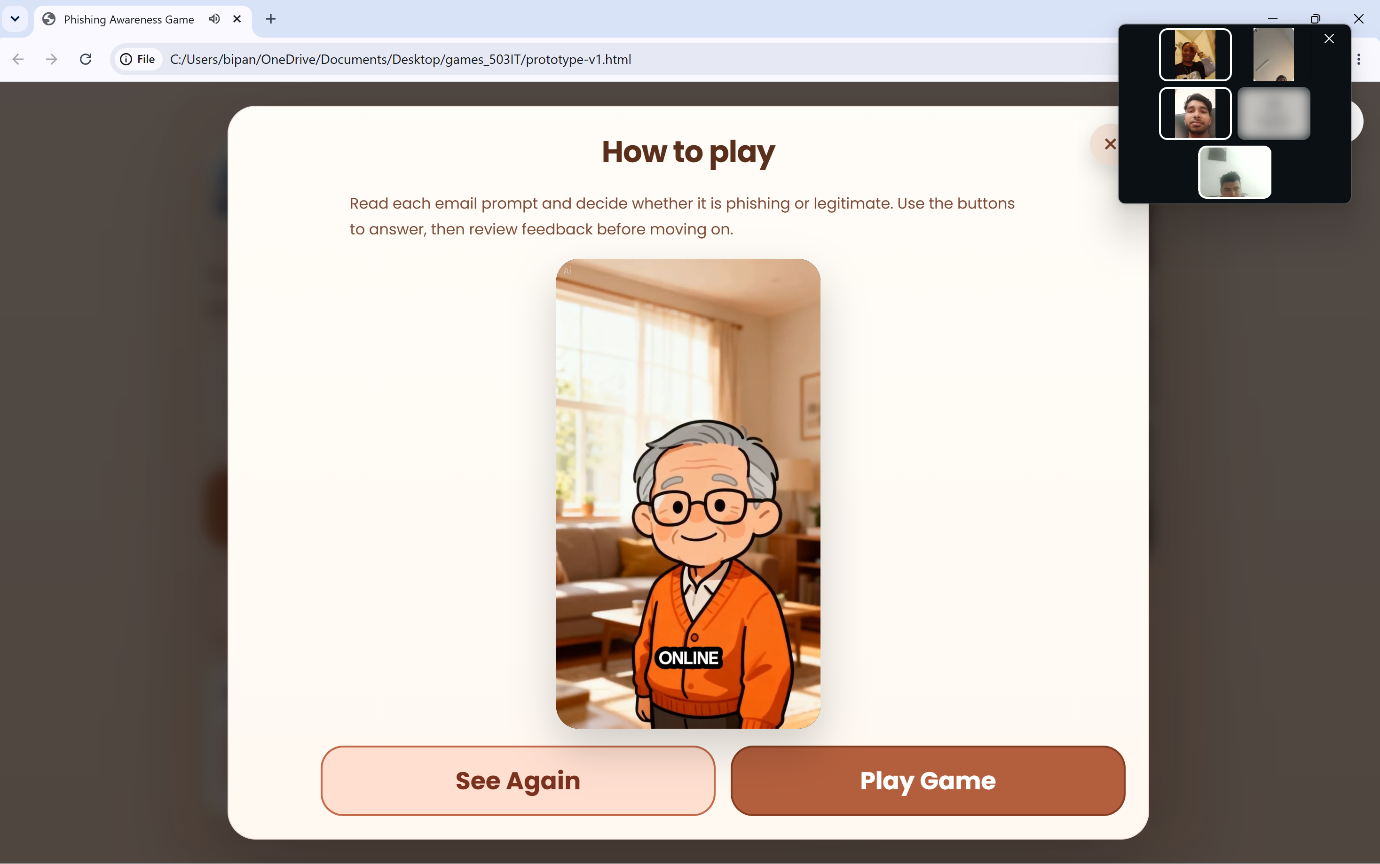 Phishing Awareness Game
File
C:/Users/bipan/OneDrive/Documents/Desktop/games_503IT/prototype-v1.html
How to play
Read each email prompt and decide whether it is phishing or legitimate. Use the buttons
to answer, then review feedback before moving on.
Ai
ONLINE
See Again
Play Game